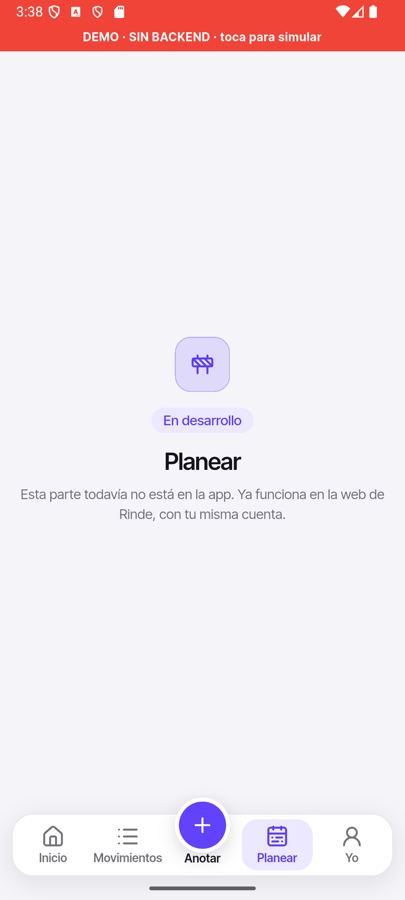 3:38
DEMO · SIN BACKEND · toca para simular
En desarrollo
Planear
Esta parte todavía no está en la app. Ya funciona en la web de
Rinde, con tu misma cuenta.
Inicio
Movimientos
Anotar
Planear
Yo